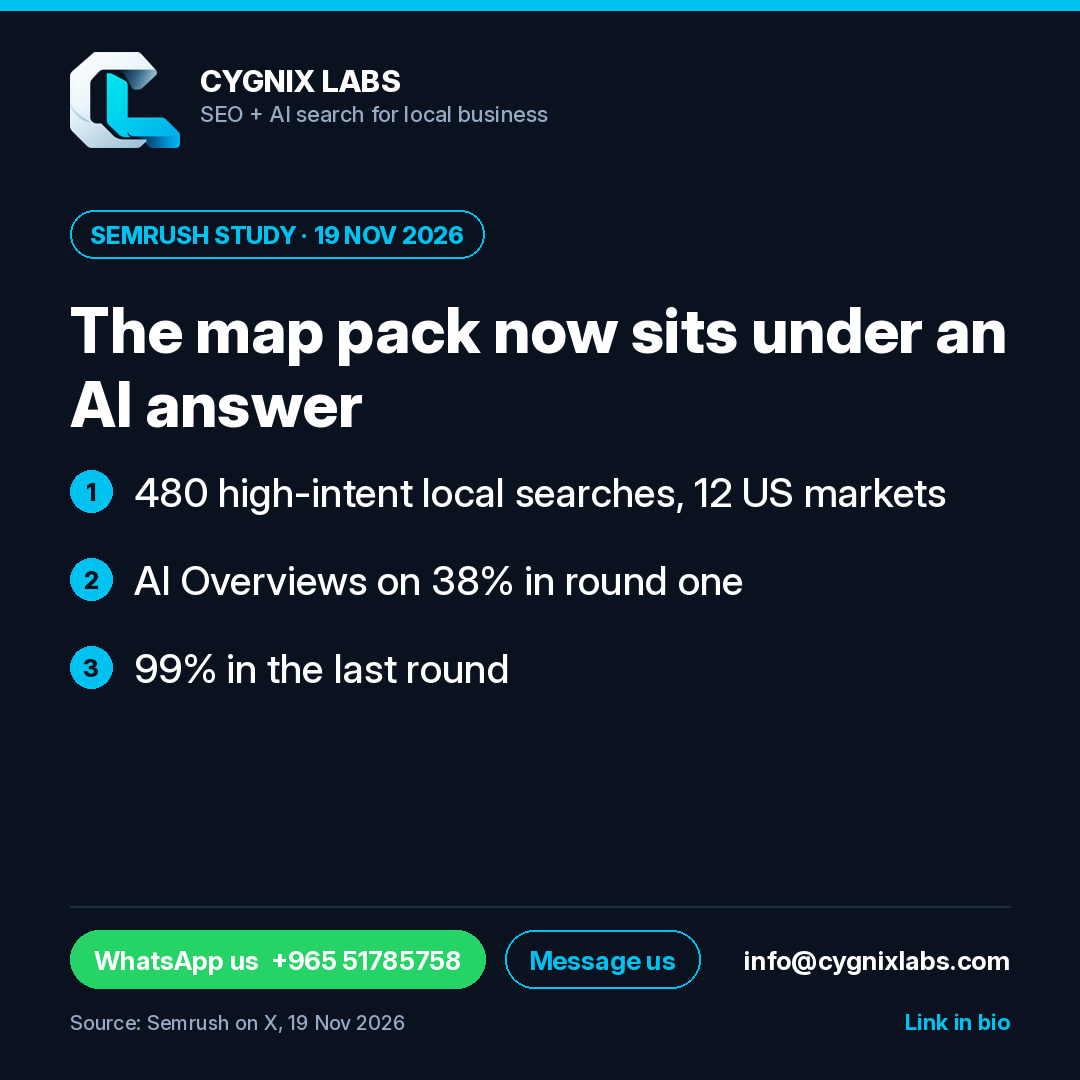 CYGNIX LABS
SEO + AI search for local business
SEMRUSH STUDY · 19 NOV 2026
The map pack now sits under an
AI answer
1 480 high-intent local searches, 12 US markets
2 AI Overviews on 38% in round one
3 99% in the last round
WhatsApp us +965 51785758 Message us info@cygnixlabs.com
Source: Semrush on X, 19 Nov 2026 Link in bio